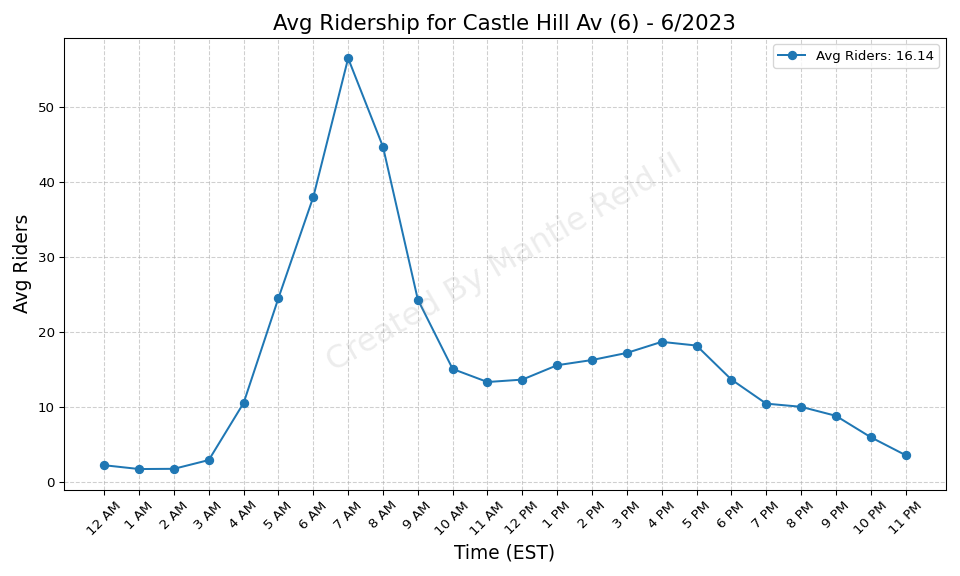 Avg Ridership for Castle Hill Av (6) - 6/2023
Avg Riders: 16.14
Avg Riders
50
40
30
20
10
0
Created By Mantie Reid II
12 AM
1 AM
2 AM
3 AM
4 AM
5 AM
6 AM
7 AM
8 AM
9 AM
10 AM
11 AM
12 PM
1 PM
2 PM
3 PM
4 PM
5 PM
6 PM
7 PM
8 PM
9 PM
10 PM
11 PM
Time (EST)